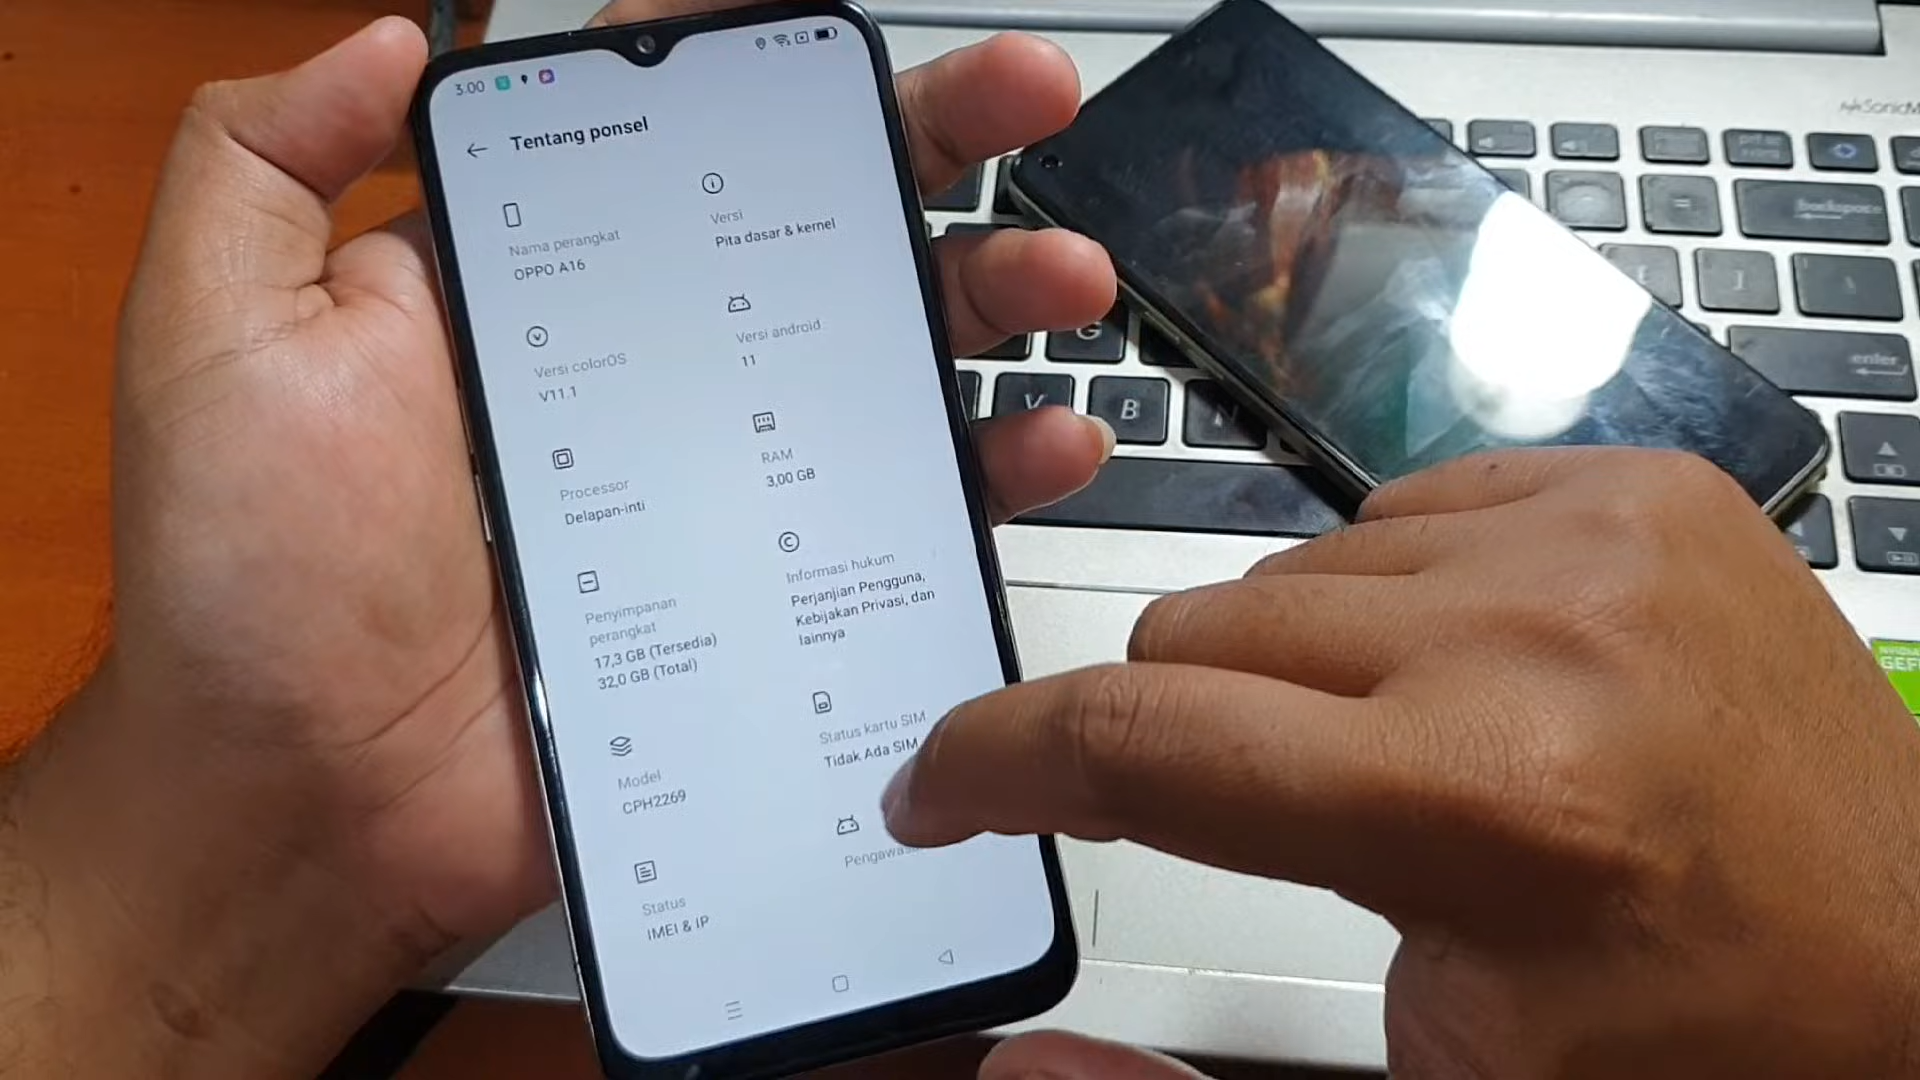 3.00
Tentang ponsel
Nama perangkat
OPPO A16
Versi
Pita dasar & kernel
Versi colorOS
V11.1
Versi android
11
Processor
Delapan-inti
RAM
3,00 GB
Penyimpanan
perangkat
17,3 GB (Tersedia)
32,0 GB (Total)
Informasi hukum
Perjanjian Pengguna,
Kebijakan Privasi, dan
lainnya
Model
CPH2269
Status kartu SIM
Tidak Ada SIM
Status
IMEI & IP
backspace
enter
G
V
B
N